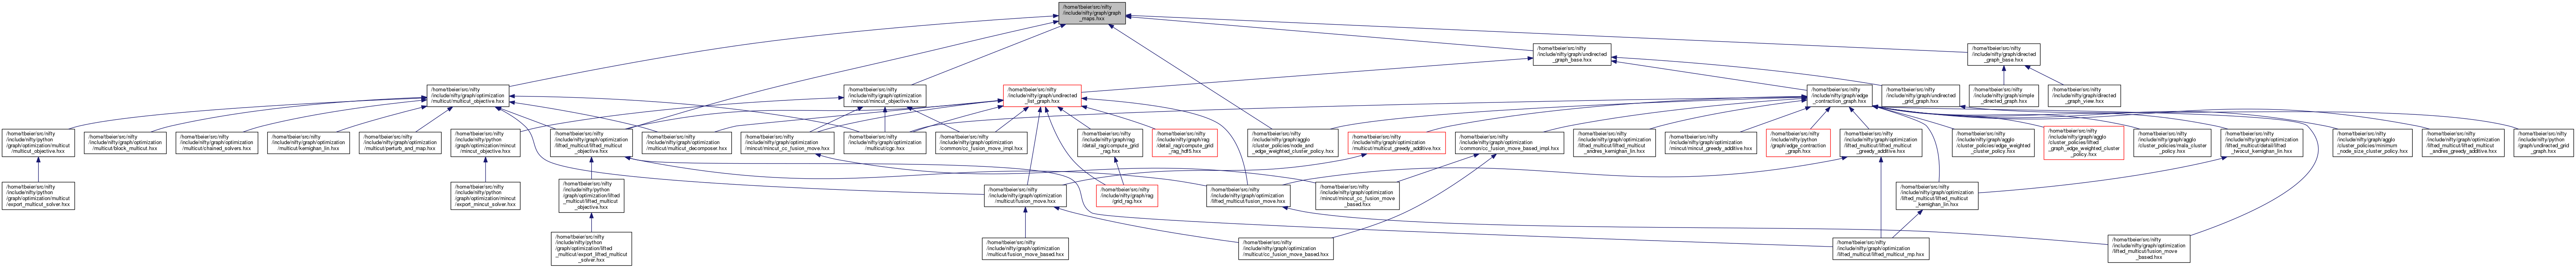 /home/tbeier/src/nifty
/include/nifty/graph/graph
_maps.hxx
/home/tbeier/src/nifty
/include/nifty/graph/undirected
_graph_base.hxx
/home/tbeier/src/nifty
/include/nifty/graph/directed
_graph_base.hxx
/home/tbeier/src/nifty
/include/nifty/graph/optimization
/multicut/multicut_objective.hxx
/home/tbeier/src/nifty
/include/nifty/graph/optimization
/mincut/mincut_objective.hxx
/home/tbeier/src/nifty
/include/nifty/graph/undirected
_list_graph.hxx
/home/tbeier/src/nifty
/include/nifty/graph/edge
_contraction_graph.hxx
/home/tbeier/src/nifty
/include/nifty/graph/undirected
_grid_graph.hxx
/home/tbeier/src/nifty
/include/nifty/graph/simple
_directed_graph.hxx
/home/tbeier/src/nifty
/include/nifty/graph/directed
_graph_view.hxx
/home/tbeier/src/nifty
/include/nifty/python
/graph/optimization/multicut
/multicut_objective.hxx
/home/tbeier/src/nifty
/include/nifty/graph/optimization
/multicut/block_multicut.hxx
/home/tbeier/src/nifty
/include/nifty/graph/optimization
/multicut/chained_solvers.hxx
/home/tbeier/src/nifty
/include/nifty/graph/optimization
/multicut/kernighan_lin.hxx
/home/tbeier/src/nifty
/include/nifty/graph/optimization
/multicut/perturb_and_map.hxx
/home/tbeier/src/nifty
/include/nifty/python
/graph/optimization/mincut
/mincut_objective.hxx
/home/tbeier/src/nifty
/include/nifty/graph/optimization
/lifted_multicut/lifted_multicut
_objective.hxx
/home/tbeier/src/nifty
/include/nifty/graph/optimization
/multicut/multicut_decomposer.hxx
/home/tbeier/src/nifty
/include/nifty/graph/optimization
/mincut/mincut_cc_fusion_move.hxx
/home/tbeier/src/nifty
/include/nifty/graph/optimization
/multicut/cgc.hxx
/home/tbeier/src/nifty
/include/nifty/graph/optimization
/common/cc_fusion_move_impl.hxx
/home/tbeier/src/nifty
/include/nifty/graph/rag
/detail_rag/compute_grid
_rag.hxx
/home/tbeier/src/nifty
/include/nifty/graph/rag
/detail_rag/compute_grid
_rag_hdf5.hxx
/home/tbeier/src/nifty
/include/nifty/graph/agglo
/cluster_policies/node_and
_edge_weighted_cluster_policy.hxx
/home/tbeier/src/nifty
/include/nifty/graph/optimization
/multicut/multicut_greedy_additive.hxx
/home/tbeier/src/nifty
/include/nifty/graph/optimization
/common/cc_fusion_move_based_impl.hxx
/home/tbeier/src/nifty
/include/nifty/graph/optimization
/lifted_multicut/lifted_multicut
_andres_kernighan_lin.hxx
/home/tbeier/src/nifty
/include/nifty/graph/optimization
/mincut/mincut_greedy_additive.hxx
/home/tbeier/src/nifty
/include/nifty/python
/graph/edge_contraction
_graph.hxx
/home/tbeier/src/nifty
/include/nifty/graph/optimization
/lifted_multicut/lifted_multicut
_greedy_additive.hxx
/home/tbeier/src/nifty
/include/nifty/graph/agglo
/cluster_policies/edge_weighted
_cluster_policy.hxx
/home/tbeier/src/nifty
/include/nifty/graph/agglo
/cluster_policies/lifted
_graph_edge_weighted_cluster
_policy.hxx
/home/tbeier/src/nifty
/include/nifty/graph/agglo
/cluster_policies/mala_cluster
_policy.hxx
/home/tbeier/src/nifty
/include/nifty/graph/optimization
/lifted_multicut/detail/lifted
_twocut_kernighan_lin.hxx
/home/tbeier/src/nifty
/include/nifty/graph/agglo
/cluster_policies/minimum
_node_size_cluster_policy.hxx
/home/tbeier/src/nifty
/include/nifty/graph/optimization
/lifted_multicut/lifted_multicut
_andres_greedy_additive.hxx
/home/tbeier/src/nifty
/include/nifty/python
/graph/undirected_grid
_graph.hxx
/home/tbeier/src/nifty
/include/nifty/python
/graph/optimization/multicut
/export_multicut_solver.hxx
/home/tbeier/src/nifty
/include/nifty/python
/graph/optimization/mincut
/export_mincut_solver.hxx
/home/tbeier/src/nifty
/include/nifty/python
/graph/optimization/lifted
_multicut/lifted_multicut
_objective.hxx
/home/tbeier/src/nifty
/include/nifty/graph/optimization
/multicut/fusion_move.hxx
/home/tbeier/src/nifty
/include/nifty/graph/rag
/grid_rag.hxx
/home/tbeier/src/nifty
/include/nifty/graph/optimization
/lifted_multicut/fusion_move.hxx
/home/tbeier/src/nifty
/include/nifty/graph/optimization
/mincut/mincut_cc_fusion_move
_based.hxx
/home/tbeier/src/nifty
/include/nifty/graph/optimization
/lifted_multicut/lifted_multicut
_kernighan_lin.hxx
/home/tbeier/src/nifty
/include/nifty/python
/graph/optimization/lifted
_multicut/export_lifted_multicut
_solver.hxx
/home/tbeier/src/nifty
/include/nifty/graph/optimization
/multicut/fusion_move_based.hxx
/home/tbeier/src/nifty
/include/nifty/graph/optimization
/multicut/cc_fusion_move_based.hxx
/home/tbeier/src/nifty
/include/nifty/graph/optimization
/lifted_multicut/lifted_multicut_mp.hxx
/home/tbeier/src/nifty
/include/nifty/graph/optimization
/lifted_multicut/fusion_move
_based.hxx